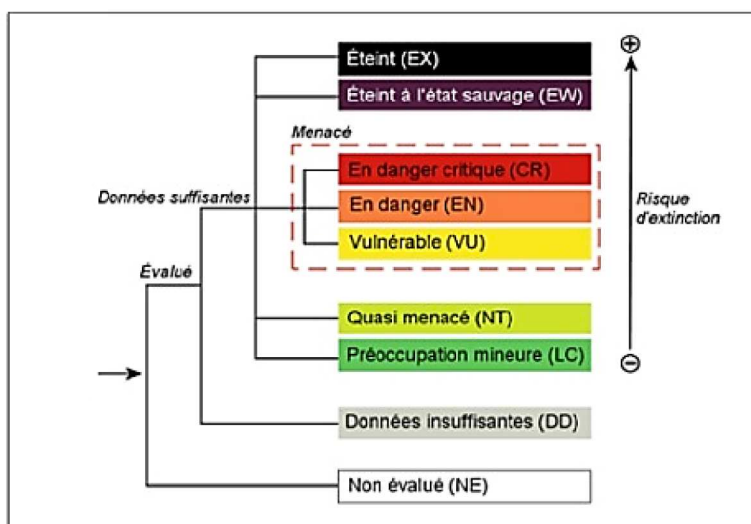 Éteint (EX)
Éteint à l'état sauvage (EW)
Menacé
En danger critique (CR)
Données suffisantes
En danger (EN)
Risque
d'extinction
Vulnérable (VU)
Évalué
Quasi menacé (NT)
Préoccupation mineure (LC)
Données insuffisantes (DD)
Non évalué (NE)